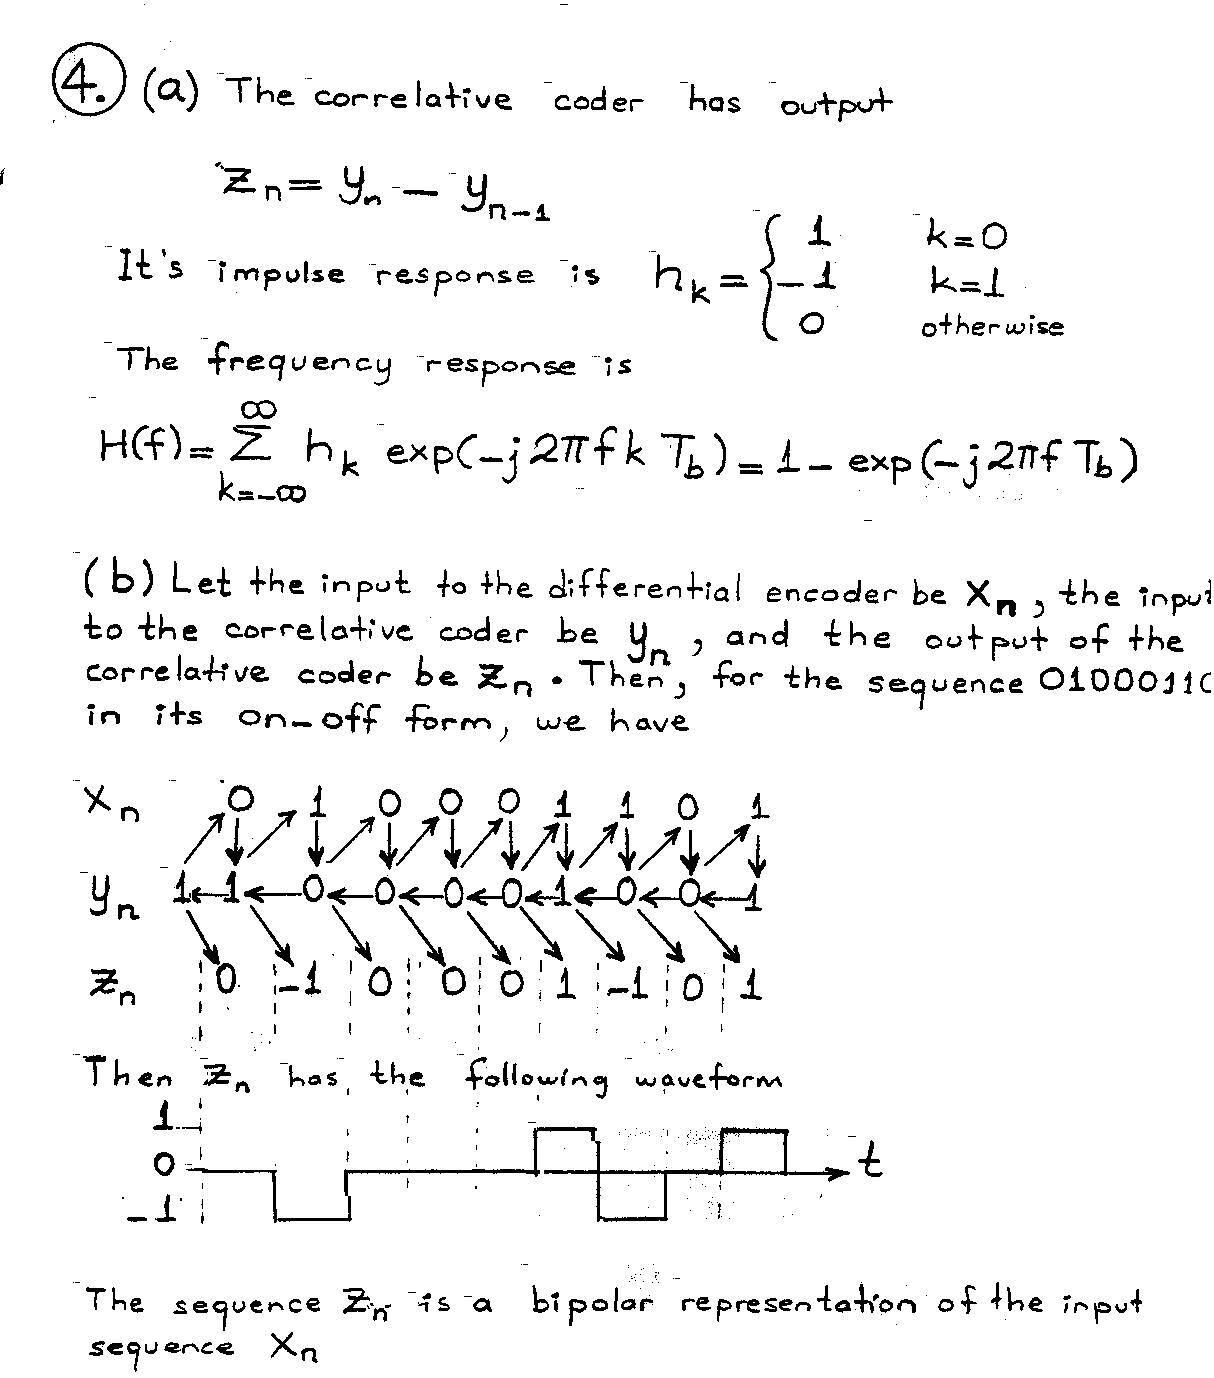 4. (a) The correlative coder has output
Zn = yn - yn-1
It's impulse response is hk = { 1 k=0
-1 k=1
0 otherwise
The frequency response is
H(f) = ∑ k=-∞ ∞ hk exp(-j2πfkTb) = 1 - exp(-j2πfTb)
(b) Let the input to the differential encoder be Xn, the input
to the correlative coder be yn, and the output of the
correlative coder be Zn. Then, for the sequence 0100011
in its on-off form, we have
Xn 0 1 0 0 0 1 1 0 1
yn 1 1 0 0 0 0 1 0 0 1
Zn 0 -1 0 0 0 1 -1 0 1
Then Zn has the following waveform
1
0 t
-1
The sequence Zn is a bipolar representation of the input
sequence Xn